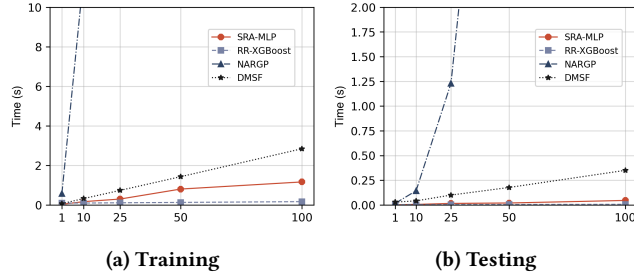 10
8
6
4
2
0
Time (s)
SRA-MLP
RR-XGBoost
NARGP
DMSF
1 10 25 50 100
(a) Training
2.00
1.75
1.50
1.25
1.00
0.75
0.50
0.25
0.00
Time (s)
SRA-MLP
RR-XGBoost
NARGP
DMSF
1 10 25 50 100
(b) Testing